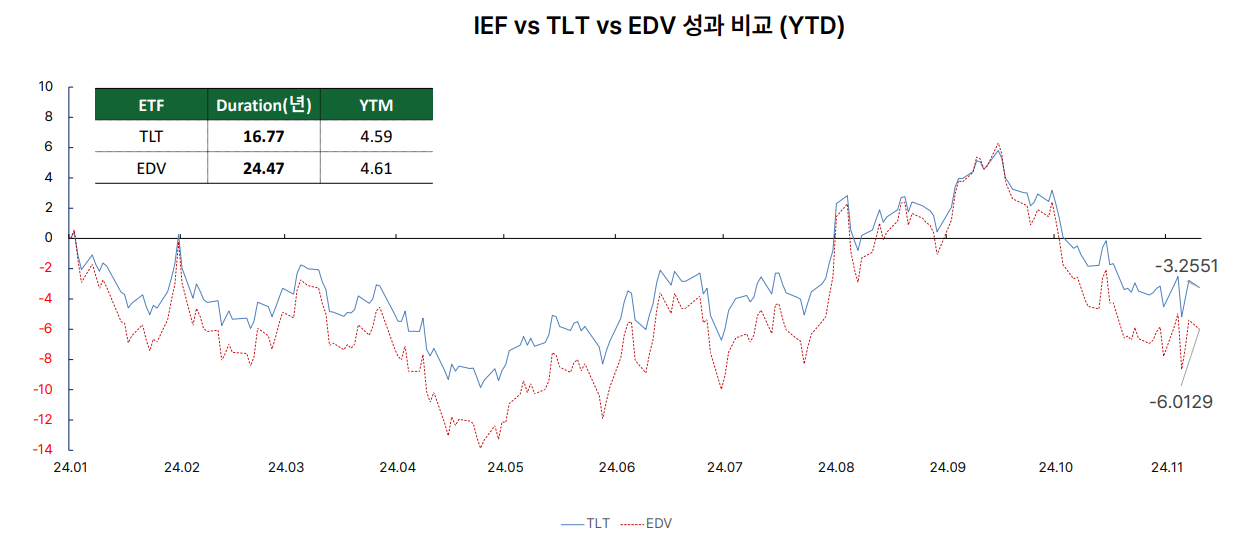 IEF vs TLT vs EDV 성과 비교 (YTD)
10
8
6
4
2
0
-2
-4
-6
-8
-10
-12
-14
ETF Duration(년) YTM
TLT 16.77 4.59
EDV 24.47 4.61
-3.2551
-6.0129
24.01 24.02 24.03 24.04 24.05 24.06 24.07 24.08 24.09 24.10 24.11
TLT EDV